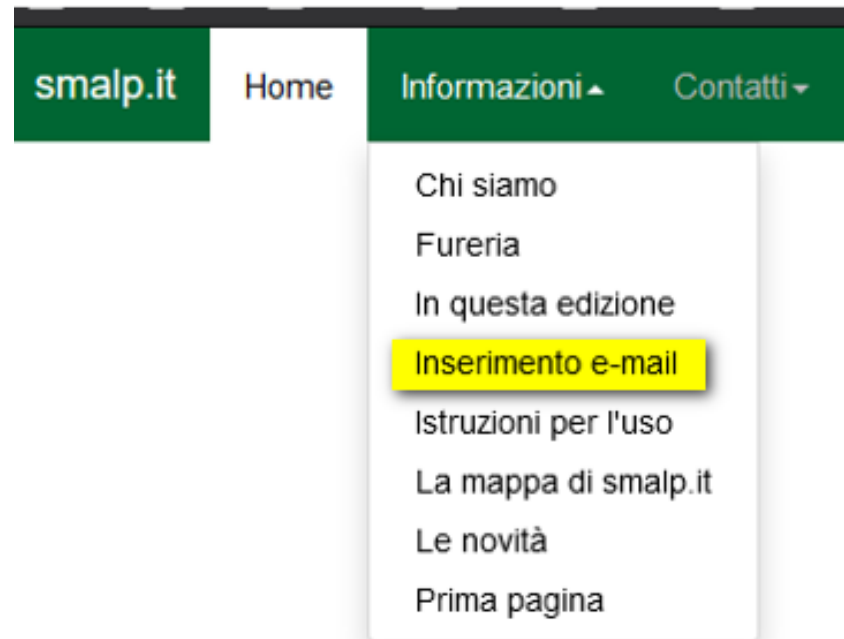 smalp.it Home Informazioni Contatti
Chi siamo
Fureria
In questa edizione
Inserimento e-mail
Istruzioni per l'uso
La mappa di smalp.it
Le novità
Prima pagina